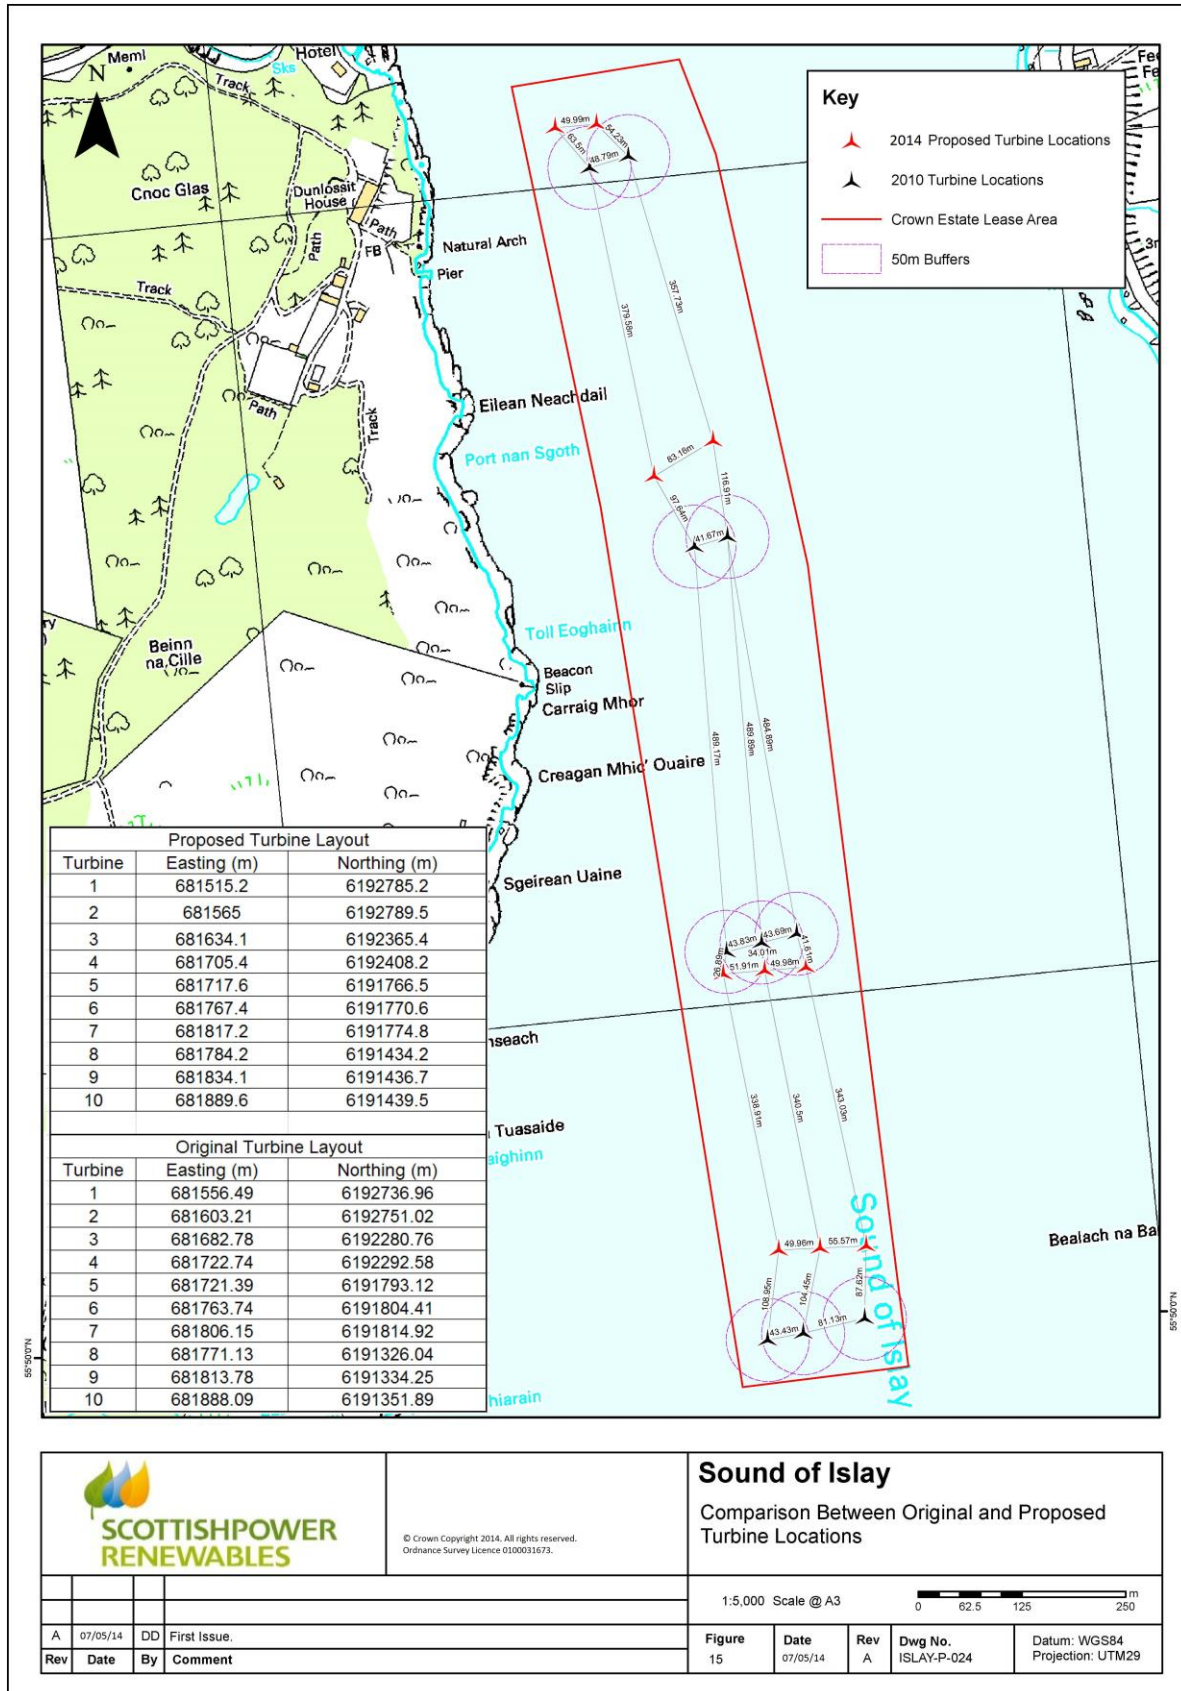 Meml
Hotel
Sks
Track
N
Cnoc Glas
Dunlossit
House
Path
Path
FB
Natural Arch
Pier
Track
Path
Track
Eilean Neachdail
Port nan Sgoth
Toll Eoghainn
Beinn
na Cille
Beacon
Slip
Carraig Mhor
Creagan Mhic' Ouaire
Sgeirean Uaine
nseach
Tuasaide
aighinn
hiarain
Sound of Islay
Bealach na Ba
Key
2014 Proposed Turbine Locations
2010 Turbine Locations
Crown Estate Lease Area
50m Buffers
49.99m
54.23m
63.5m
48.79m
379.58m
357.73m
83.16m
97.64m
116.91m
41.67m
489.17m
489.89m
484.89m
43.83m
43.69m
34.01m
41.61m
26.89m
51.91m
49.98m
338.91m
340.5m
343.03m
49.96m
55.57m
108.95m
104.45m
87.62m
43.43m
81.13m
Proposed Turbine Layout
Turbine Easting (m) Northing (m)
1 681515.2 6192785.2
2 681565 6192789.5
3 681634.1 6192365.4
4 681705.4 6192408.2
5 681717.6 6191766.5
6 681767.4 6191770.6
7 681817.2 6191774.8
8 681784.2 6191434.2
9 681834.1 6191436.7
10 681889.6 6191439.5
Original Turbine Layout
Turbine Easting (m) Northing (m)
1 681556.49 6192736.96
2 681603.21 6192751.02
3 681682.78 6192280.76
4 681722.74 6192292.58
5 681721.39 6191793.12
6 681763.74 6191804.41
7 681806.15 6191814.92
8 681771.13 6191326.04
9 681813.78 6191334.25
10 681888.09 6191351.89
55°50'0"N
55°50'0"N
SCOTTISHPOWER
RENEWABLES
© Crown Copyright 2014. All rights reserved.
Ordnance Survey Licence 0100031673.
Sound of Islay
Comparison Between Original and Proposed
Turbine Locations
1:5,000 Scale @ A3
m
0 62.5 125 250
A 07/05/14 DD First Issue.
Rev Date By Comment
Figure Date Rev Dwg No. Datum: WGS84
15 07/05/14 A ISLAY-P-024 Projection: UTM29